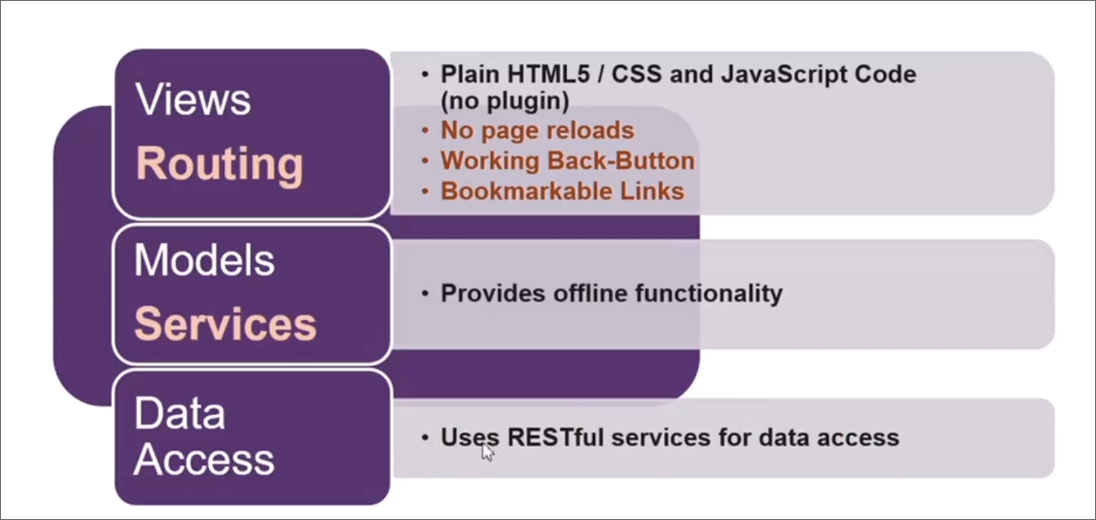 Views
Routing
• Plain HTML5 / CSS and JavaScript Code
(no plugin)
• No page reloads
• Working Back-Button
• Bookmarkable Links
Models
Services
• Provides offline functionality
Data
Access
• Uses RESTful services for data access